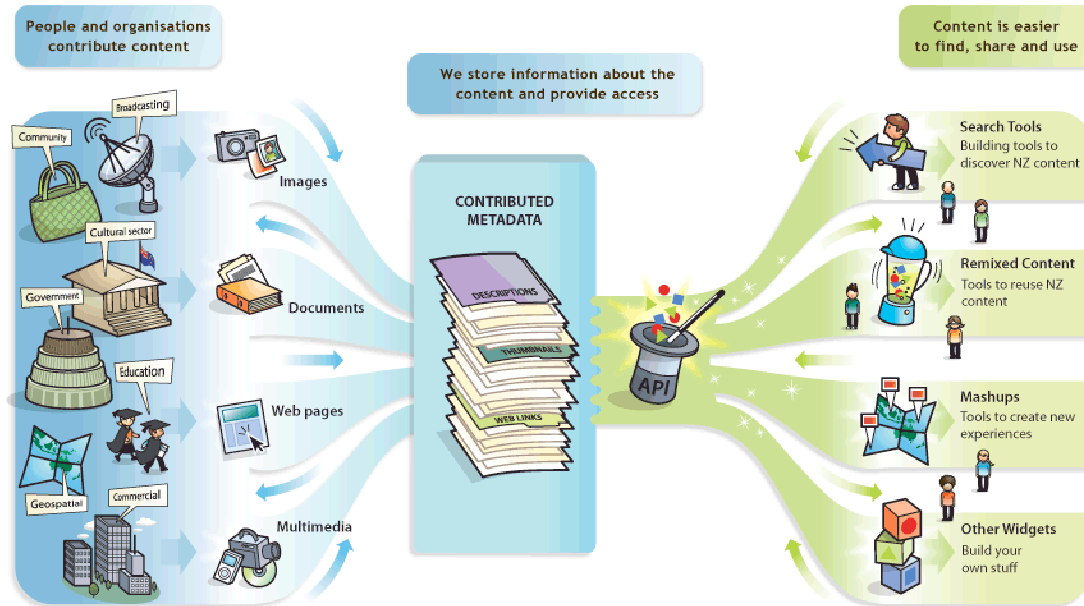 People and organisations
contribute content
We store information about the
content and provide access
Content is easier
to find, share and use
Broadcasting
Community
Cultural sector
Government
Education
Geospatial
Commercial
Images
Documents
Web pages
Multimedia
CONTRIBUTED
METADATA
DESCRIPTIONS
THUMBNAILS
WEB LINKS
API
Search Tools
Building tools to
discover NZ content
Remixed Content
Tools to reuse NZ
content
Mashups
Tools to create new
experiences
Other Widgets
Build your
own stuff